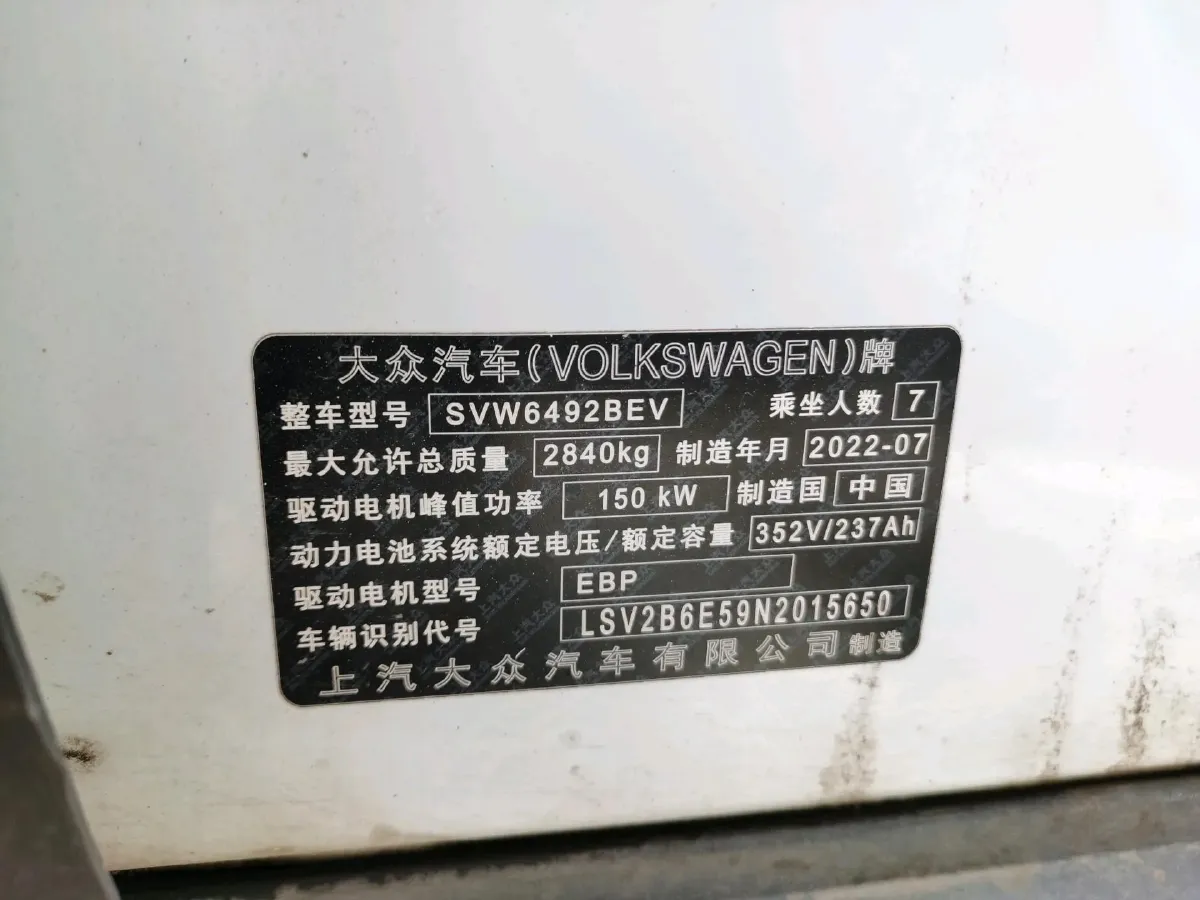 大众汽车(VOLKSWAGEN)牌
整车型号 SVW6492BEV 乘坐人数 7
最大允许总质量 2840kg 制造年月 2022-07
驱动电机峰值功率 150 kW 制造国 中国
动力电池系统额定电压/额定容量 352V/237Ah
驱动电机型号 EBP
车辆识别代号 LSV2B6E59N2015650
上汽大众汽车有限公司制造